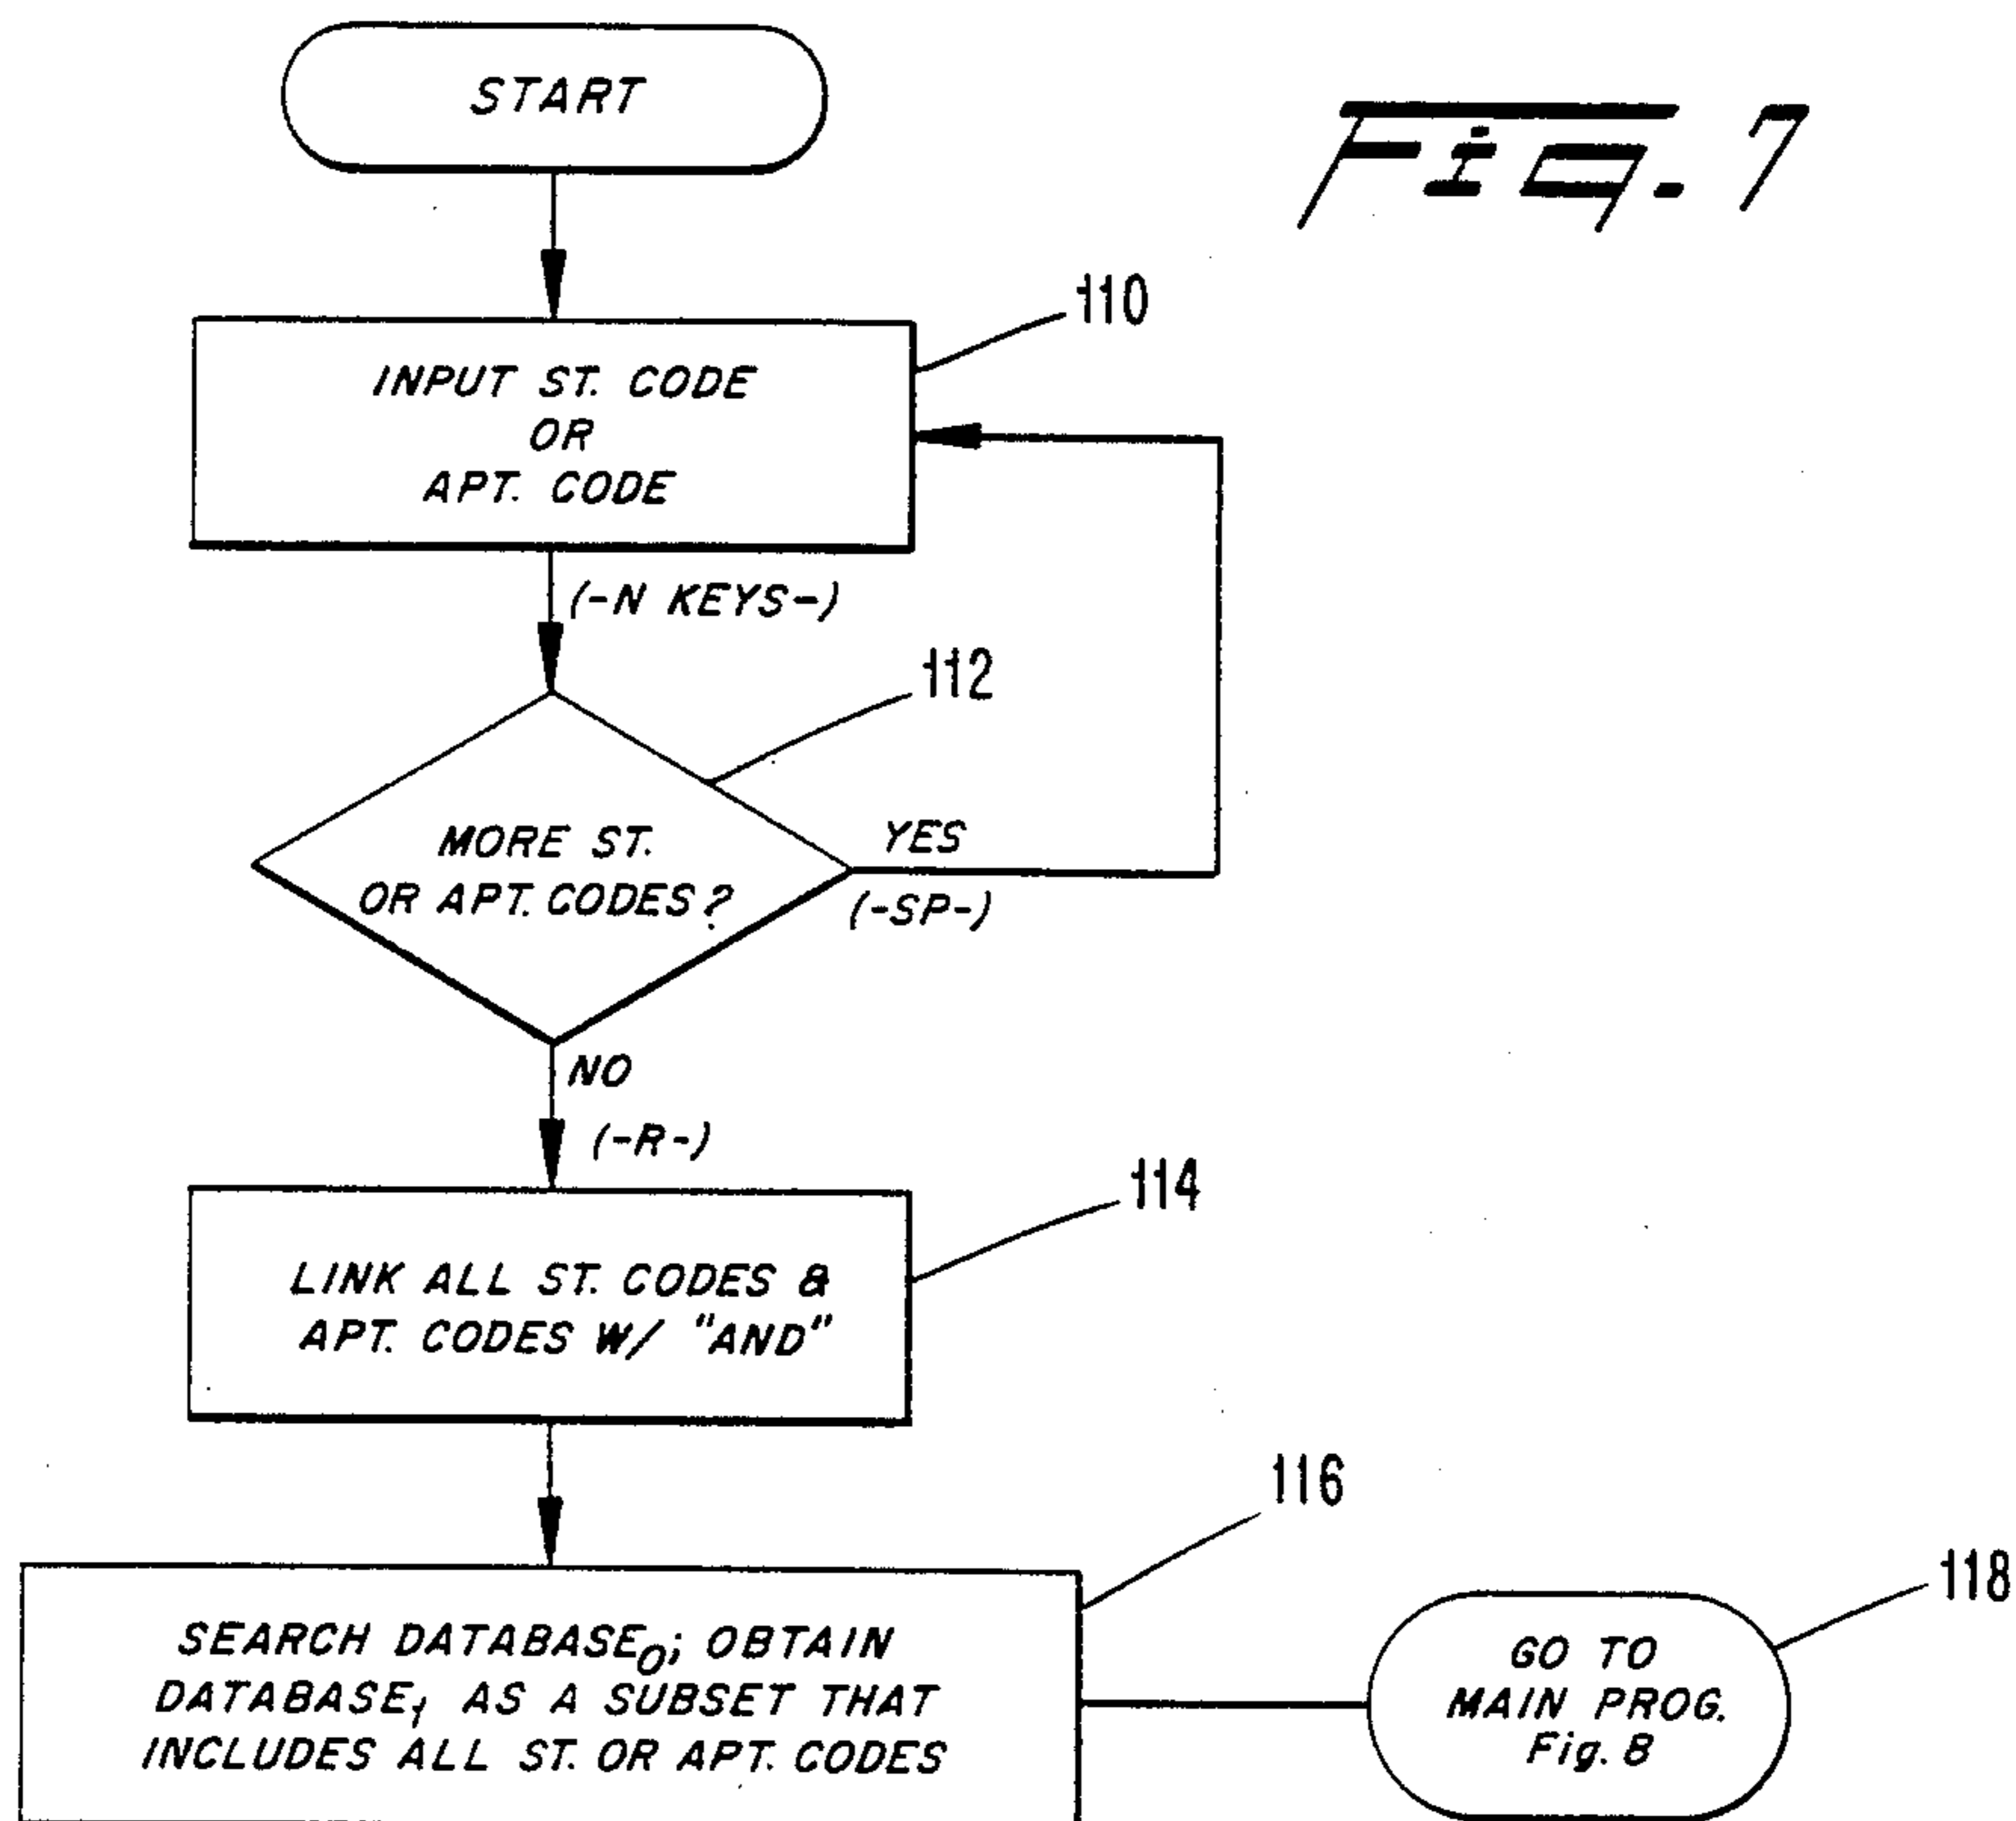 START
Fig. 7
110
INPUT ST. CODE
OR
APT. CODE
(-N KEYS-)
112
MORE ST.
OR APT. CODES?
YES
(-SP-)
NO
(-R-)
114
LINK ALL ST. CODES &
APT. CODES W/ "AND"
116
SEARCH DATABASE0; OBTAIN
DATABASE1 AS A SUBSET THAT
INCLUDES ALL ST. OR APT. CODES
118
GO TO
MAIN PROG.
Fig. 8